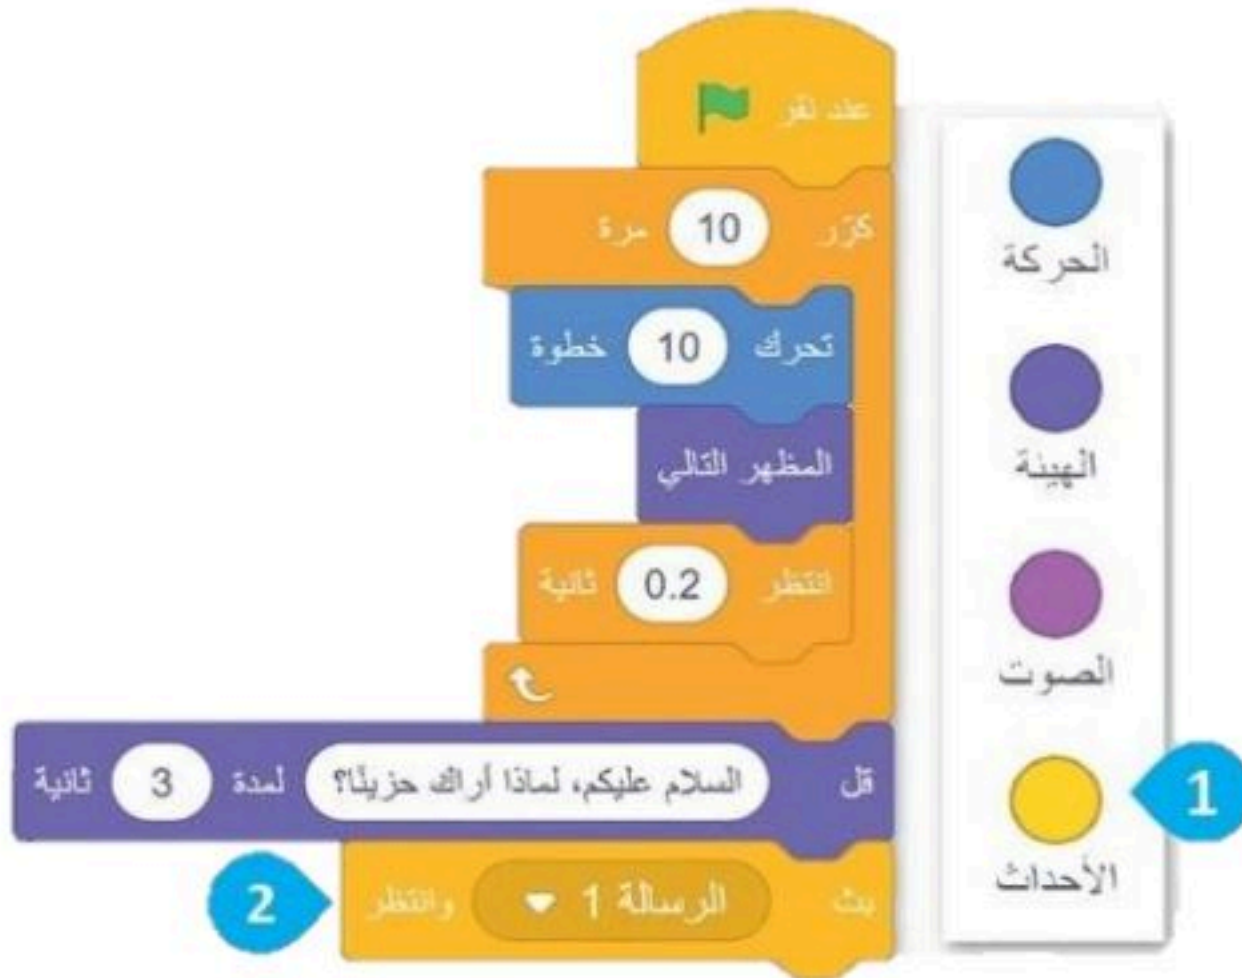 عند نقر
كرّر 10 مرة
تحرك 10 خطوة
المظهر التالي
انتظر 0.2 ثانية
قل السلام عليكم، لماذا أراك حزينًا؟ لمدة 3 ثانية
بث الرسالة 1 وانتظر
2
الحركة
الهيئة
الصوت
1
الأحداث